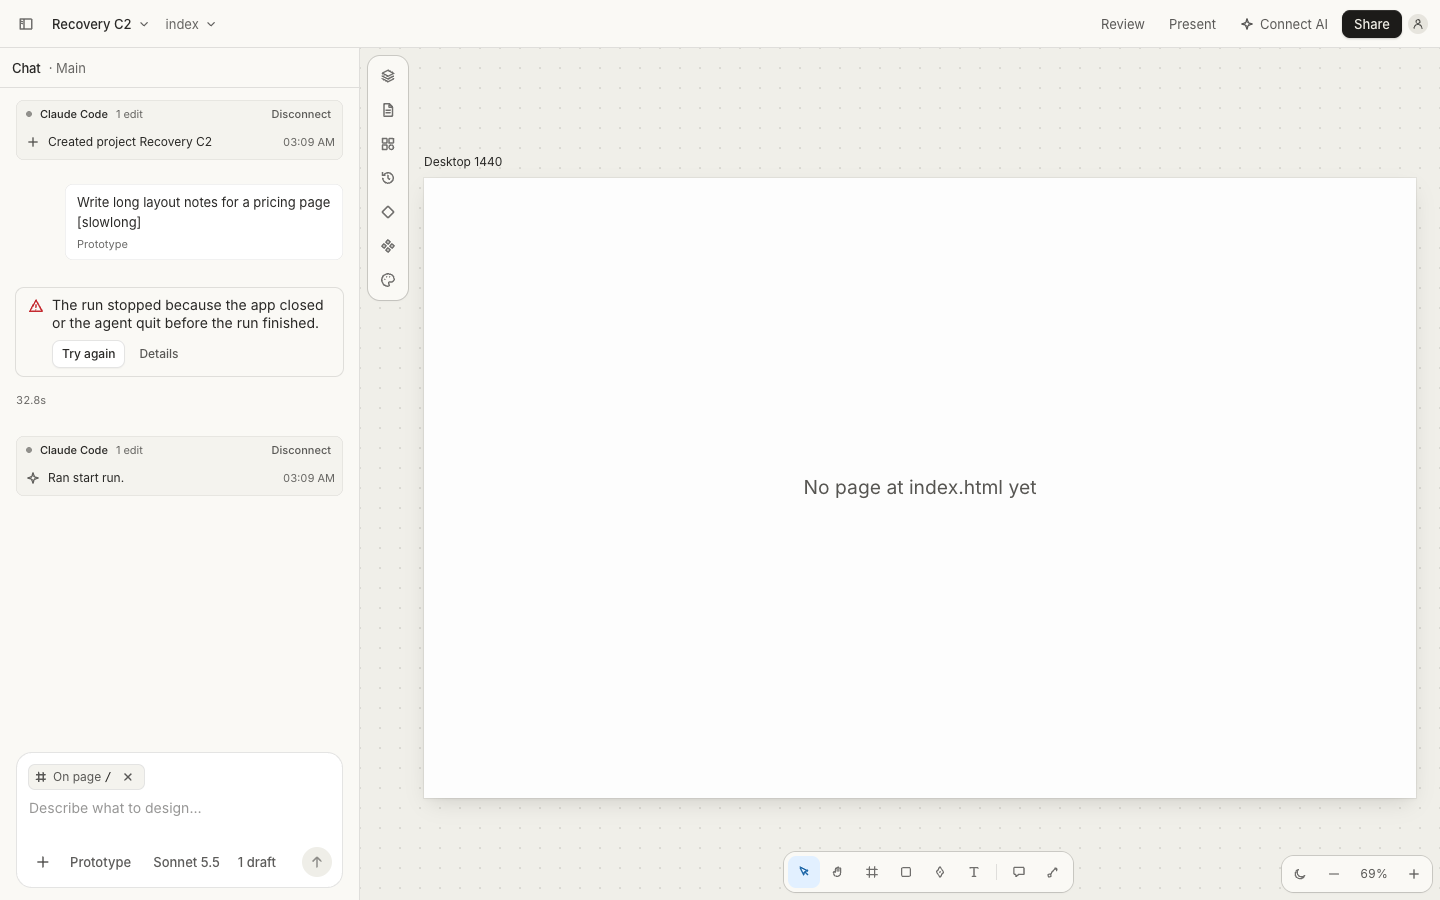 Recovery C2
index
Review
Present
Connect AI
Share
Chat · Main
Claude Code 1 edit Disconnect
Created project Recovery C2 03:09 AM
Write long layout notes for a pricing page
[slowlong]
Prototype
The run stopped because the app closed
or the agent quit before the run finished.
Try again Details
32.8s
Claude Code 1 edit Disconnect
Ran start run. 03:09 AM
On page /
Describe what to design...
Prototype Sonnet 5.5 1 draft
Desktop 1440
No page at index.html yet
69%